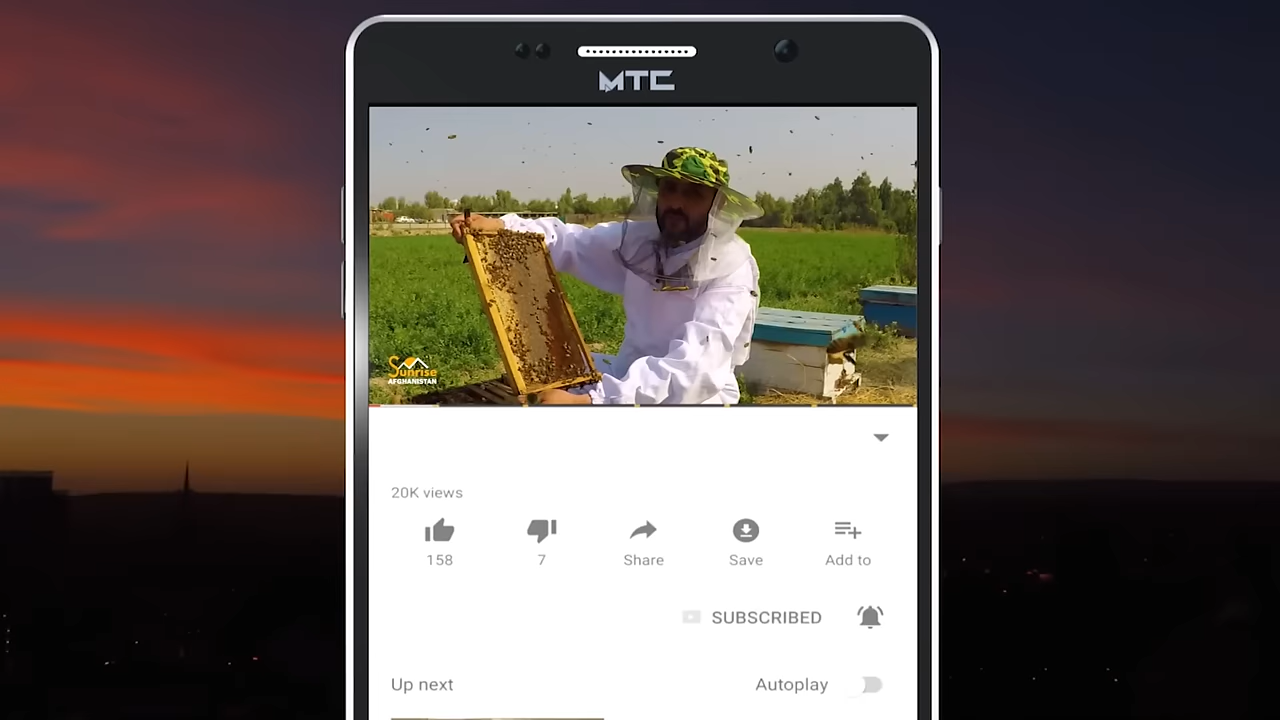 MTC
Sunrise
AFGHANISTAN
20K views
158
7
Share
Save
Add to
SUBSCRIBED
Up next
Autoplay